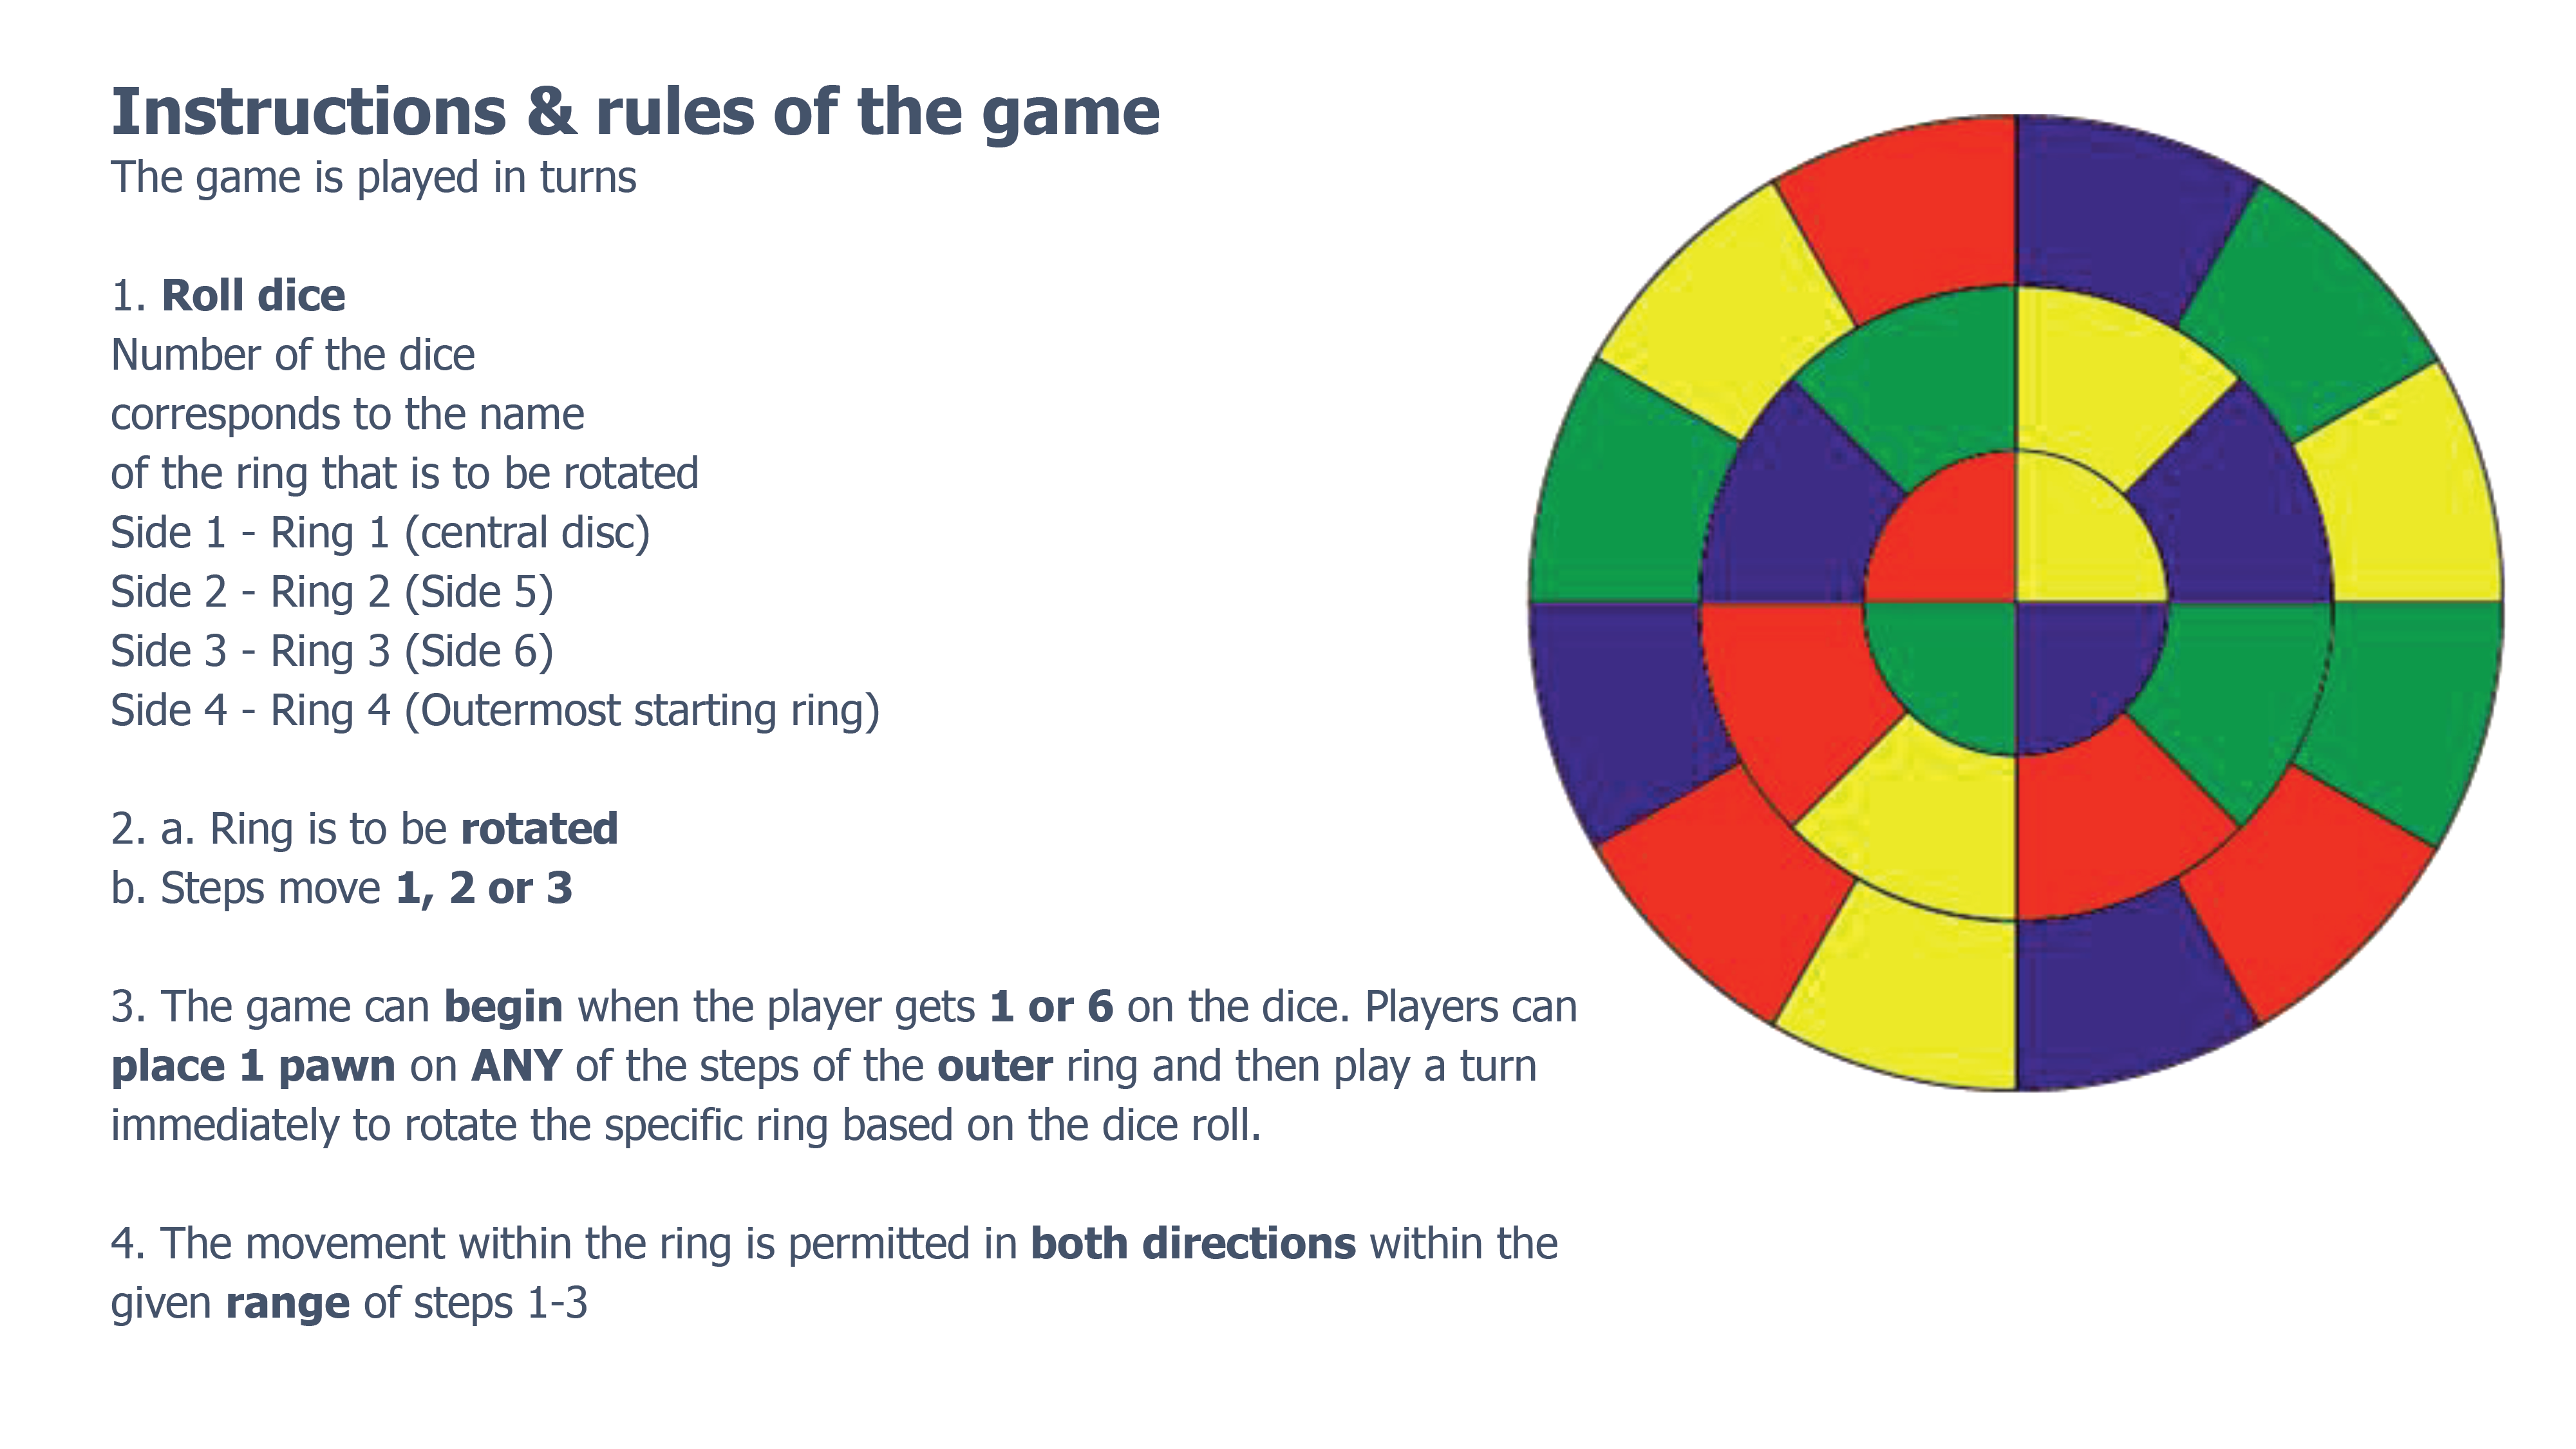 Instructions & rules of the game
The game is played in turns
1. Roll dice
Number of the dice
corresponds to the name
of the ring that is to be rotated
Side 1 - Ring 1 (central disc)
Side 2 - Ring 2 (Side 5)
Side 3 - Ring 3 (Side 6)
Side 4 - Ring 4 (Outermost starting ring)
2. a. Ring is to be rotated
b. Steps move 1, 2 or 3
3. The game can begin when the player gets 1 or 6 on the dice. Players can
place 1 pawn on ANY of the steps of the outer ring and then play a turn
immediately to rotate the specific ring based on the dice roll.
4. The movement within the ring is permitted in both directions within the
given range of steps 1-3